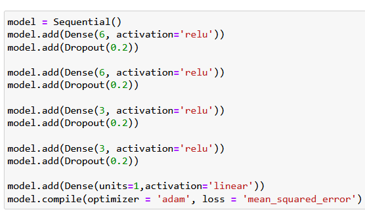 model = Sequential()
model.add(Dense(6, activation='relu'))
model.add(Dropout(0.2))
model.add(Dense(6, activation='relu'))
model.add(Dropout(0.2))
model.add(Dense(3, activation='relu'))
model.add(Dropout(0.2))
model.add(Dense(3, activation='relu'))
model.add(Dropout(0.2))
model.add(Dense(units=1,activation='linear'))
model.compile(optimizer = 'adam', loss = 'mean_squared_error')